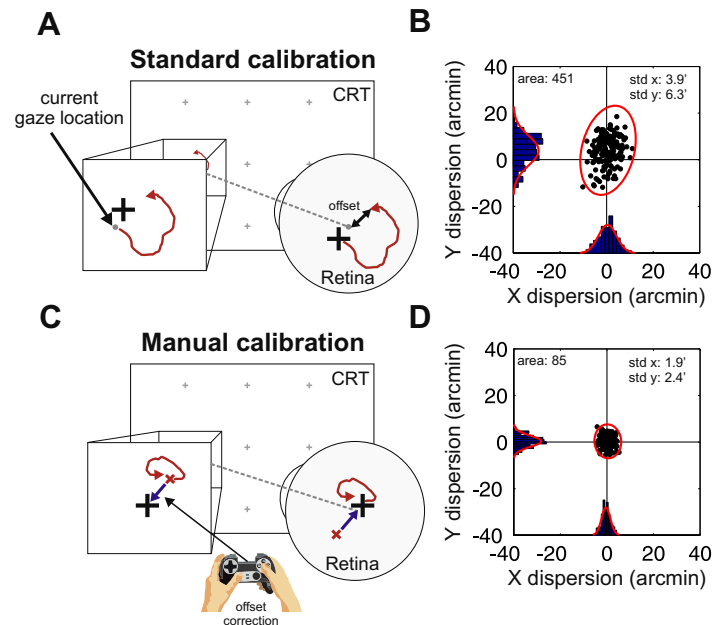 A
Standard calibration
current
gaze location
CRT
offset
Retina
B
area: 451
std x: 3.9'
std y: 6.3'
40
20
0
-20
-40
-40 -20 0 20 40
Y dispersion (arcmin)
X dispersion (arcmin)
C
Manual calibration
CRT
Retina
offset
correction
D
area: 85
std x: 1.9'
std y: 2.4'
40
20
0
-20
-40
-40 -20 0 20 40
Y dispersion (arcmin)
X dispersion (arcmin)